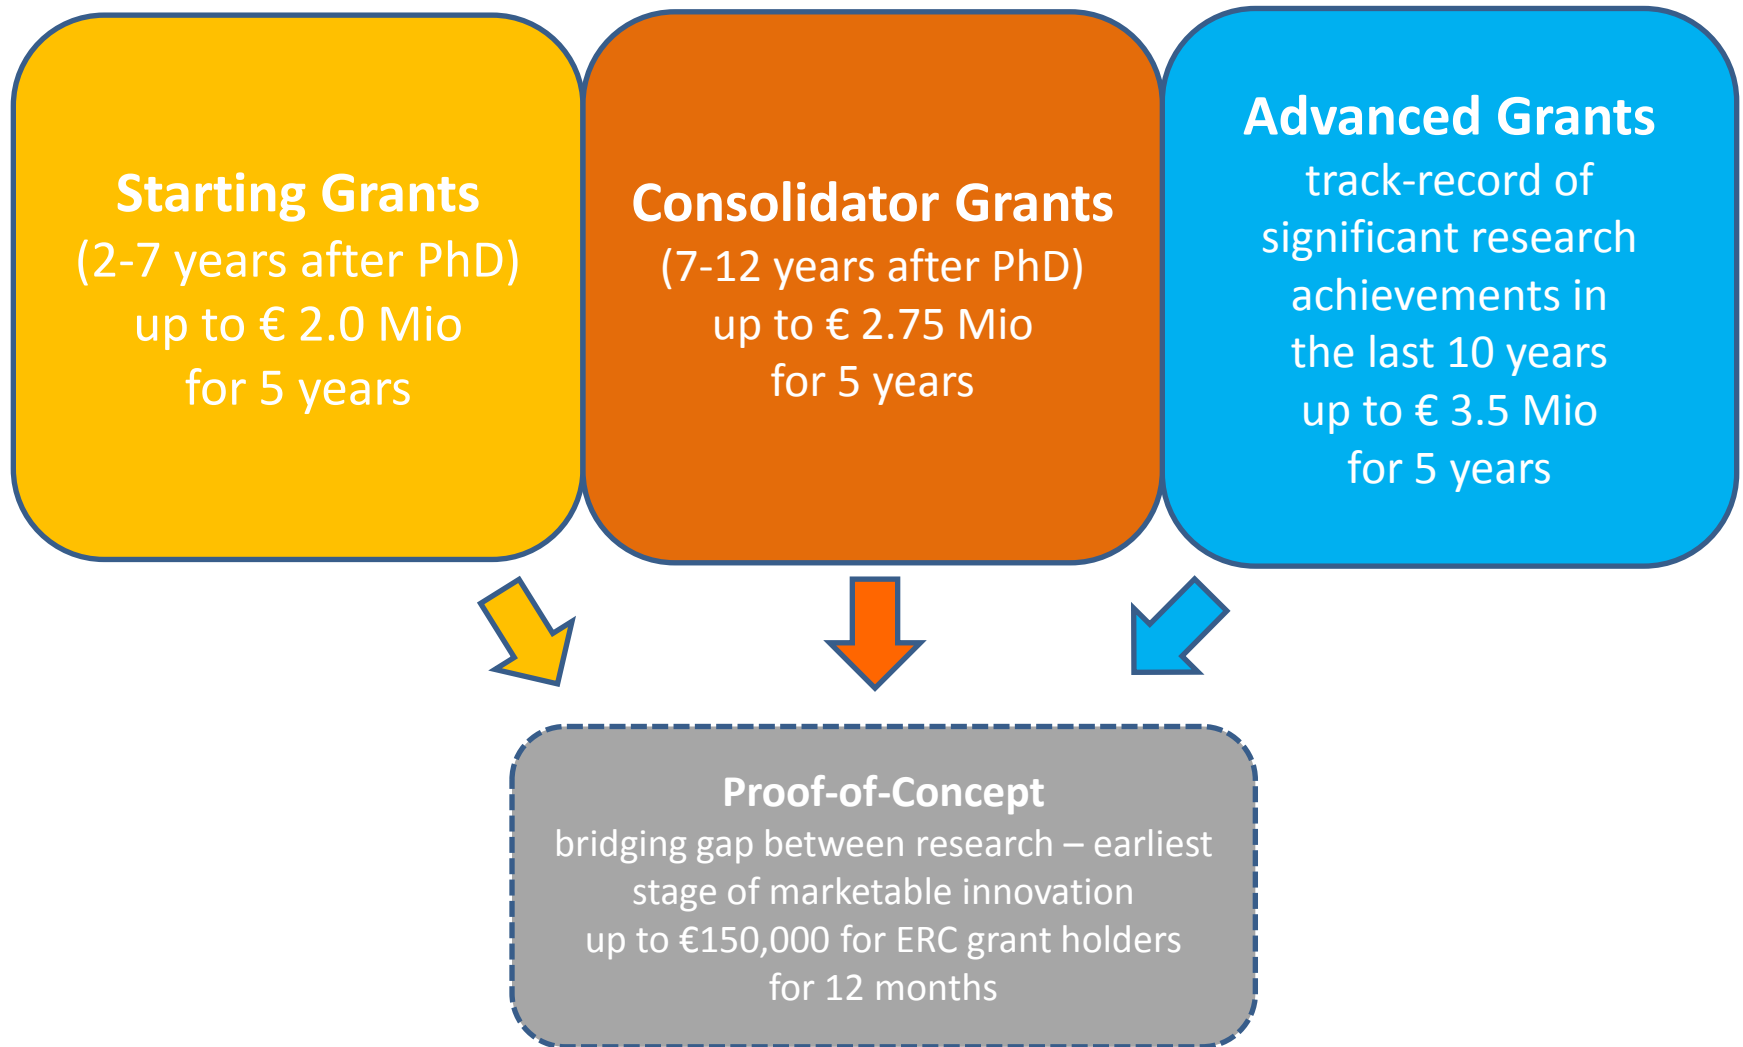 Starting Grants
(2-7 years after PhD)
up to € 2.0 Mio
for 5 years
Consolidator Grants
(7-12 years after PhD)
up to € 2.75 Mio
for 5 years
Advanced Grants
track-record of
significant research
achievements in
the last 10 years
up to € 3.5 Mio
for 5 years
Proof-of-Concept
bridging gap between research – earliest
stage of marketable innovation
up to €150,000 for ERC grant holders
for 12 months